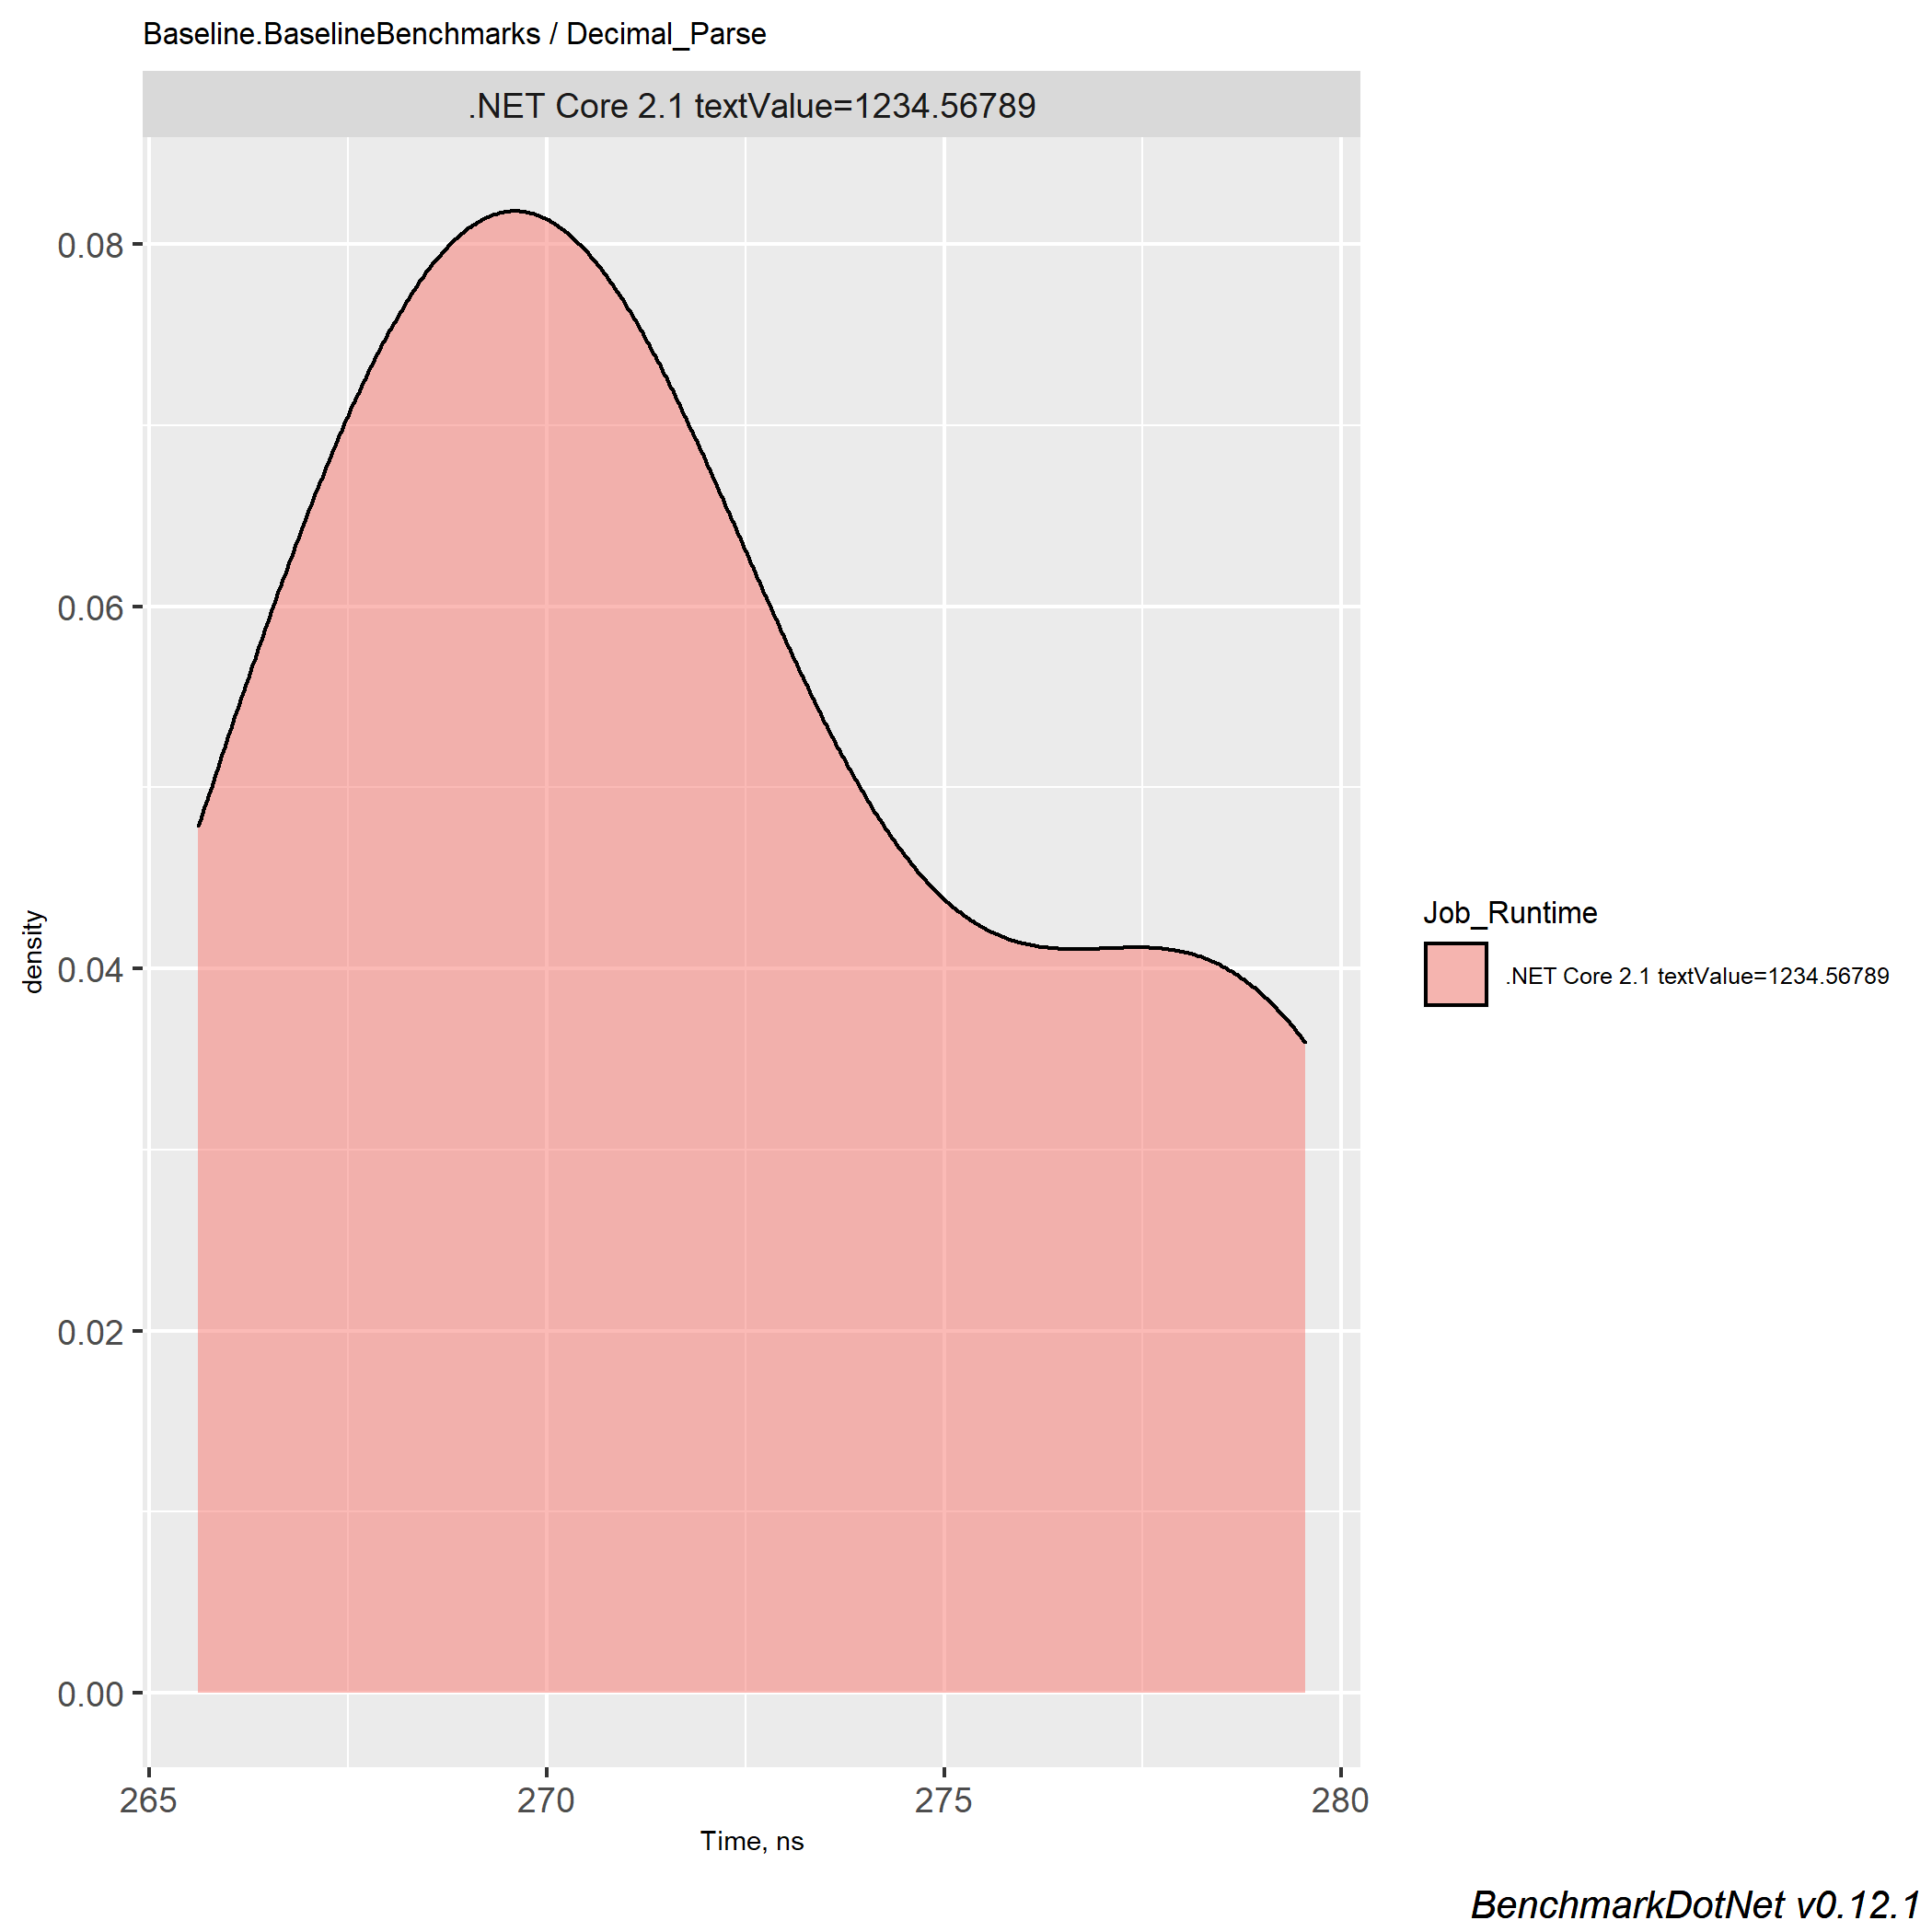 Baseline.BaselineBenchmarks / Decimal_Parse
.NET Core 2.1 textValue=1234.56789
0.08
0.06
0.04
0.02
0.00
density
265 270 275 280
Time, ns
Job_Runtime
.NET Core 2.1 textValue=1234.56789
BenchmarkDotNet v0.12.1